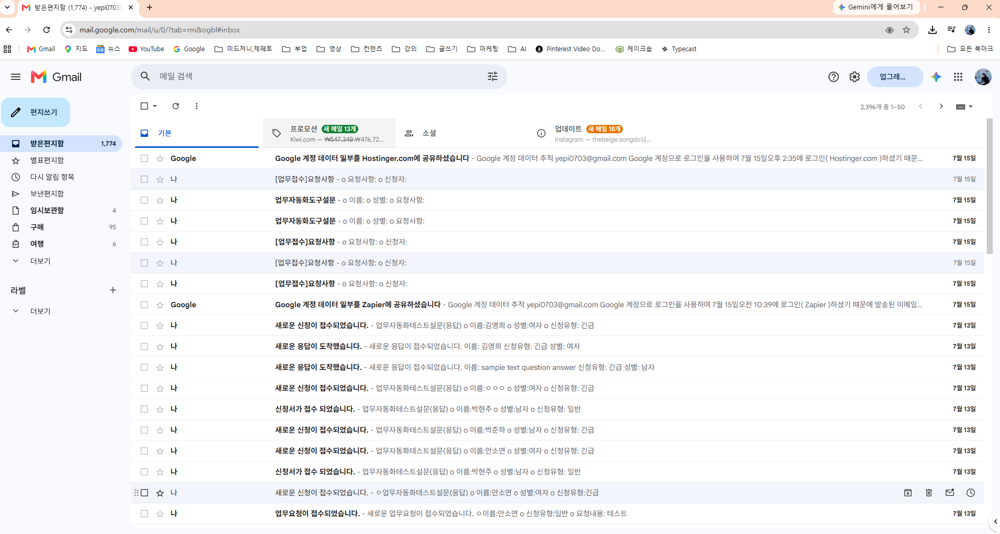 받은편지함 (1,774) - yepi0703
Gemini에게 물어보기
mail.google.com/mail/u/0/?tab=rm&ogbl#inbox
Gmail 지도 뉴스 YouTube Google 미드져니,제페토 부업 영상 컨텐츠 강의 글쓰기 마케팅 AI Pinterest Video Do... 케이크솔 Typecast 모든 북마크
Gmail
메일 검색
업그레...
편지쓰기
2,396개 중 1–50
받은편지함 1,774
별표편지함
다시 알림 항목
보낸편지함
임시보관함 4
구매 95
여행 6
더보기
라벨
더보기
기본
프로모션 새 메일 13개
Kiwi.com — ₩547,349 ₩476,72...
소셜
업데이트 새 메일 18개
Instagram — thebeige.songdo님...
Google Google 계정 데이터 일부를 Hostinger.com에 공유하셨습니다 - Google 계정 데이터 추적 yepi0703@gmail.com Google 계정으로 로그인을 사용하여 7월 15일오후 2:35에 로그인( Hostinger.com )하셨기 때문... 7월 15일
나 [업무접수]요청사항 - o 요청사항: o 신청자: 7월 15일
나 업무자동화도구설문 - o 이름: o 성별: o 요청사항: 7월 15일
나 업무자동화도구설문 - o 이름: o 성별: o 요청사항: 7월 15일
나 [업무접수]요청사항 - o 요청사항: o 신청자: 7월 15일
나 [업무접수]요청사항 - o 요청사항: o 신청자: 7월 15일
나 [업무접수]요청사항 - o 요청사항: o 신청자: 7월 15일
Google Google 계정 데이터 일부를 Zapier에 공유하셨습니다 - Google 계정 데이터 추적 yepi0703@gmail.com Google 계정으로 로그인을 사용하여 7월 15일오전 10:39에 로그인( Zapier )하셨기 때문에 발송된 이메일... 7월 15일
나 새로운 신청이 접수되었습니다. - 업무자동화테스트설문(응답) o 이름:김영희 o 성별:여자 o 신청유형: 긴급 7월 13일
나 새로운 응답이 도착했습니다. - 새로운 응답이 접수되었습니다. 이름: 김영희 신청유형: 긴급 성별: 여자 7월 13일
나 새로운 응답이 도착했습니다. - 새로운 응답이 접수되었습니다. 이름: sample text question answer 신청유형: 긴급 성별: 남자 7월 13일
나 새로운 신청이 접수되었습니다. - 업무자동화테스트설문(응답) o 이름:ㅇㅇㅇ o 성별:여자 o 신청유형: 긴급 7월 13일
나 신청서가 접수 되었습니다. - 업무자동화테스트설문(응답) o 이름:박현주 o 성별:남자 o 신청유형: 일반 7월 13일
나 새로운 신청이 접수되었습니다. - 업무자동화테스트설문(응답) o 이름:박준하 o 성별:남자 o 신청유형: 긴급 7월 13일
나 새로운 신청이 접수되었습니다. - 업무자동화테스트설문(응답) o 이름:안소연 o 성별:여자 o 신청유형: 긴급 7월 13일
나 신청서가 접수 되었습니다. - 업무자동화테스트설문(응답) o 이름:박현주 o 성별:남자 o 신청유형: 일반 7월 13일
나 새로운 신청이 접수되었습니다. - ㅇ업무자동화테스트설문(응답) o 이름:안소연 o 성별:여자 o 신청유형:긴급
나 업무요청이 접수되었습니다. - 새로운 업무요청이 접수되었습니다. ㅇ이름:안소연 o 신청유형:일반 o 요청내용: 테스트 7월 13일